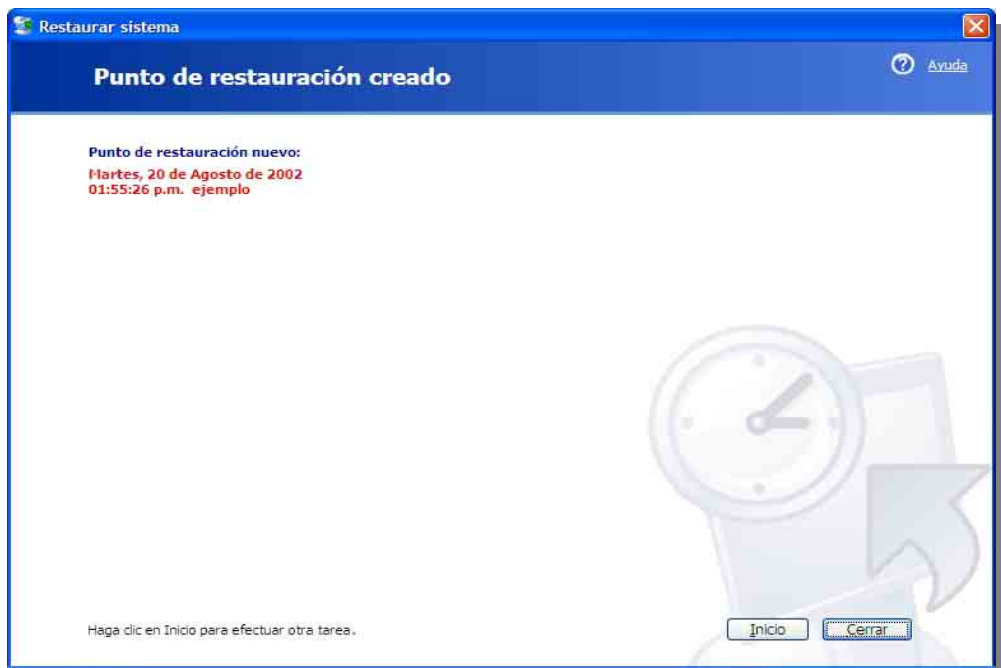 Restaurar sistema
Punto de restauración creado
Ayuda
Punto de restauración nuevo:
Martes, 20 de Agosto de 2002
01:55:26 p.m. ejemplo
Haga clic en Inicio para efectuar otra tarea.
Inicio
Cerrar